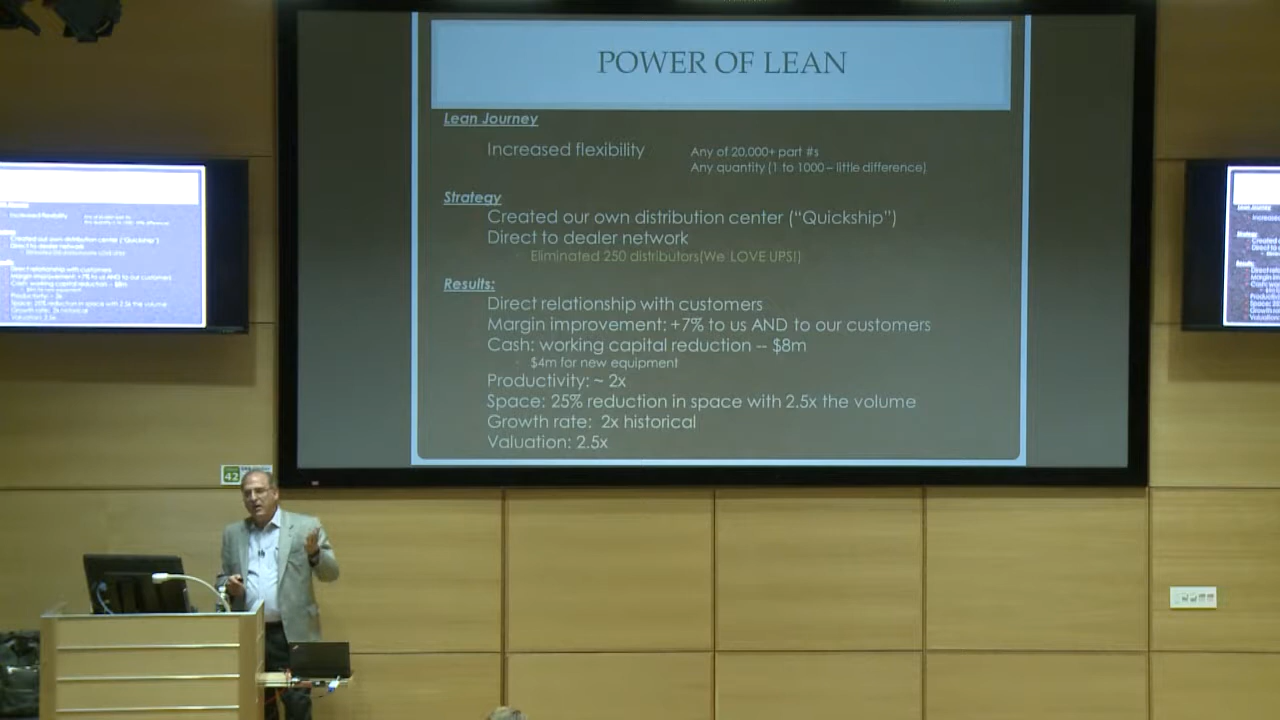 POWER OF LEAN
Lean Journey
Increased flexibility
Any of 20,000+ part #s
Any quantity (1 to 1000 – little difference)
Strategy
Created our own distribution center (“Quickship”)
Direct to dealer network
Eliminated 250 distributors(We LOVE UPS!)
Results:
Direct relationship with customers
Margin improvement: +7% to us AND to our customers
Cash: working capital reduction -- $8m
$4m for new equipment
Productivity: ~ 2x
Space: 25% reduction in space with 2.5x the volume
Growth rate: 2x historical
Valuation: 2.5x
42